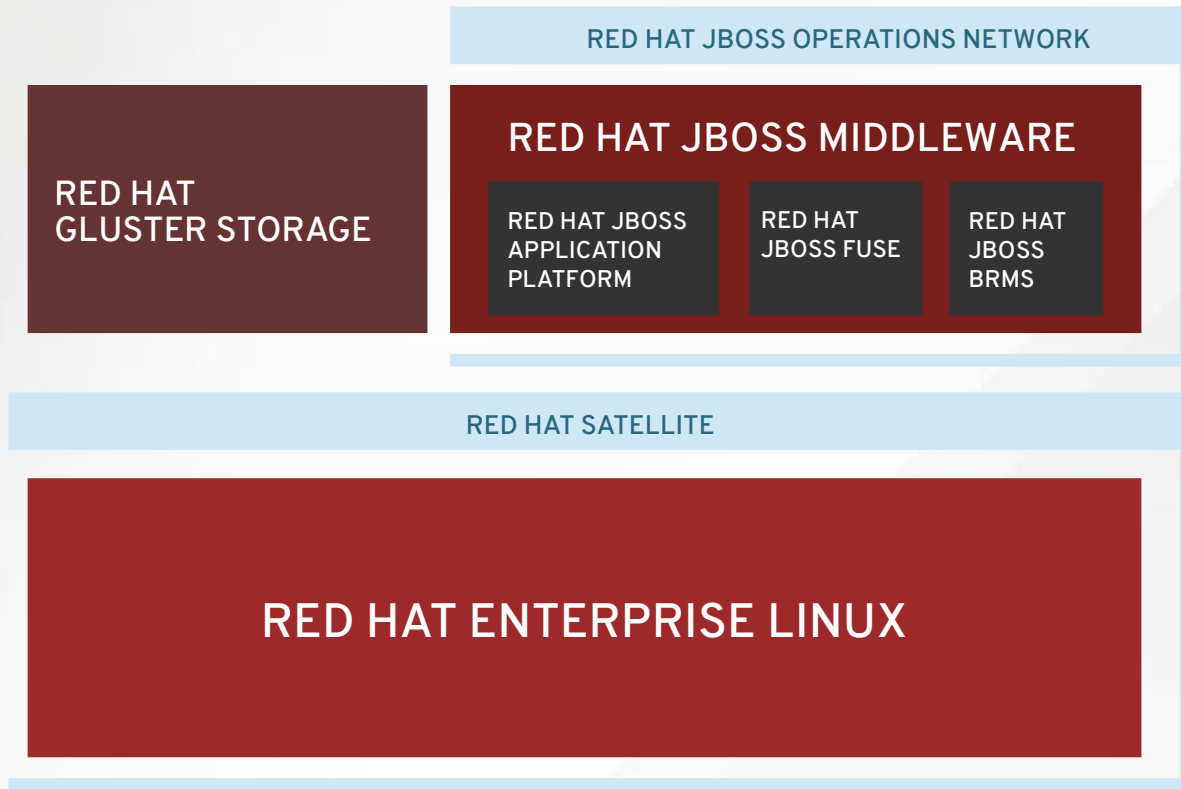 RED HAT JBOSS OPERATIONS NETWORK
RED HAT
GLUSTER STORAGE
RED HAT JBOSS MIDDLEWARE
RED HAT JBOSS
APPLICATION
PLATFORM
RED HAT
JBOSS FUSE
RED HAT
JBOSS
BRMS
RED HAT SATELLITE
RED HAT ENTERPRISE LINUX